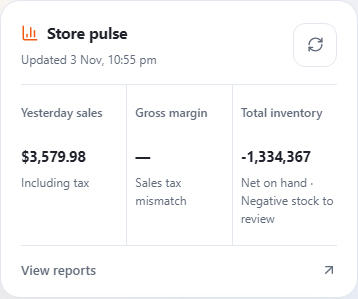 Store pulse
Updated 3 Nov, 10:55 pm
Yesterday sales
$3,579.98
Including tax
Gross margin
—
Sales tax
mismatch
Total inventory
-1,334,367
Net on hand ·
Negative stock to
review
View reports